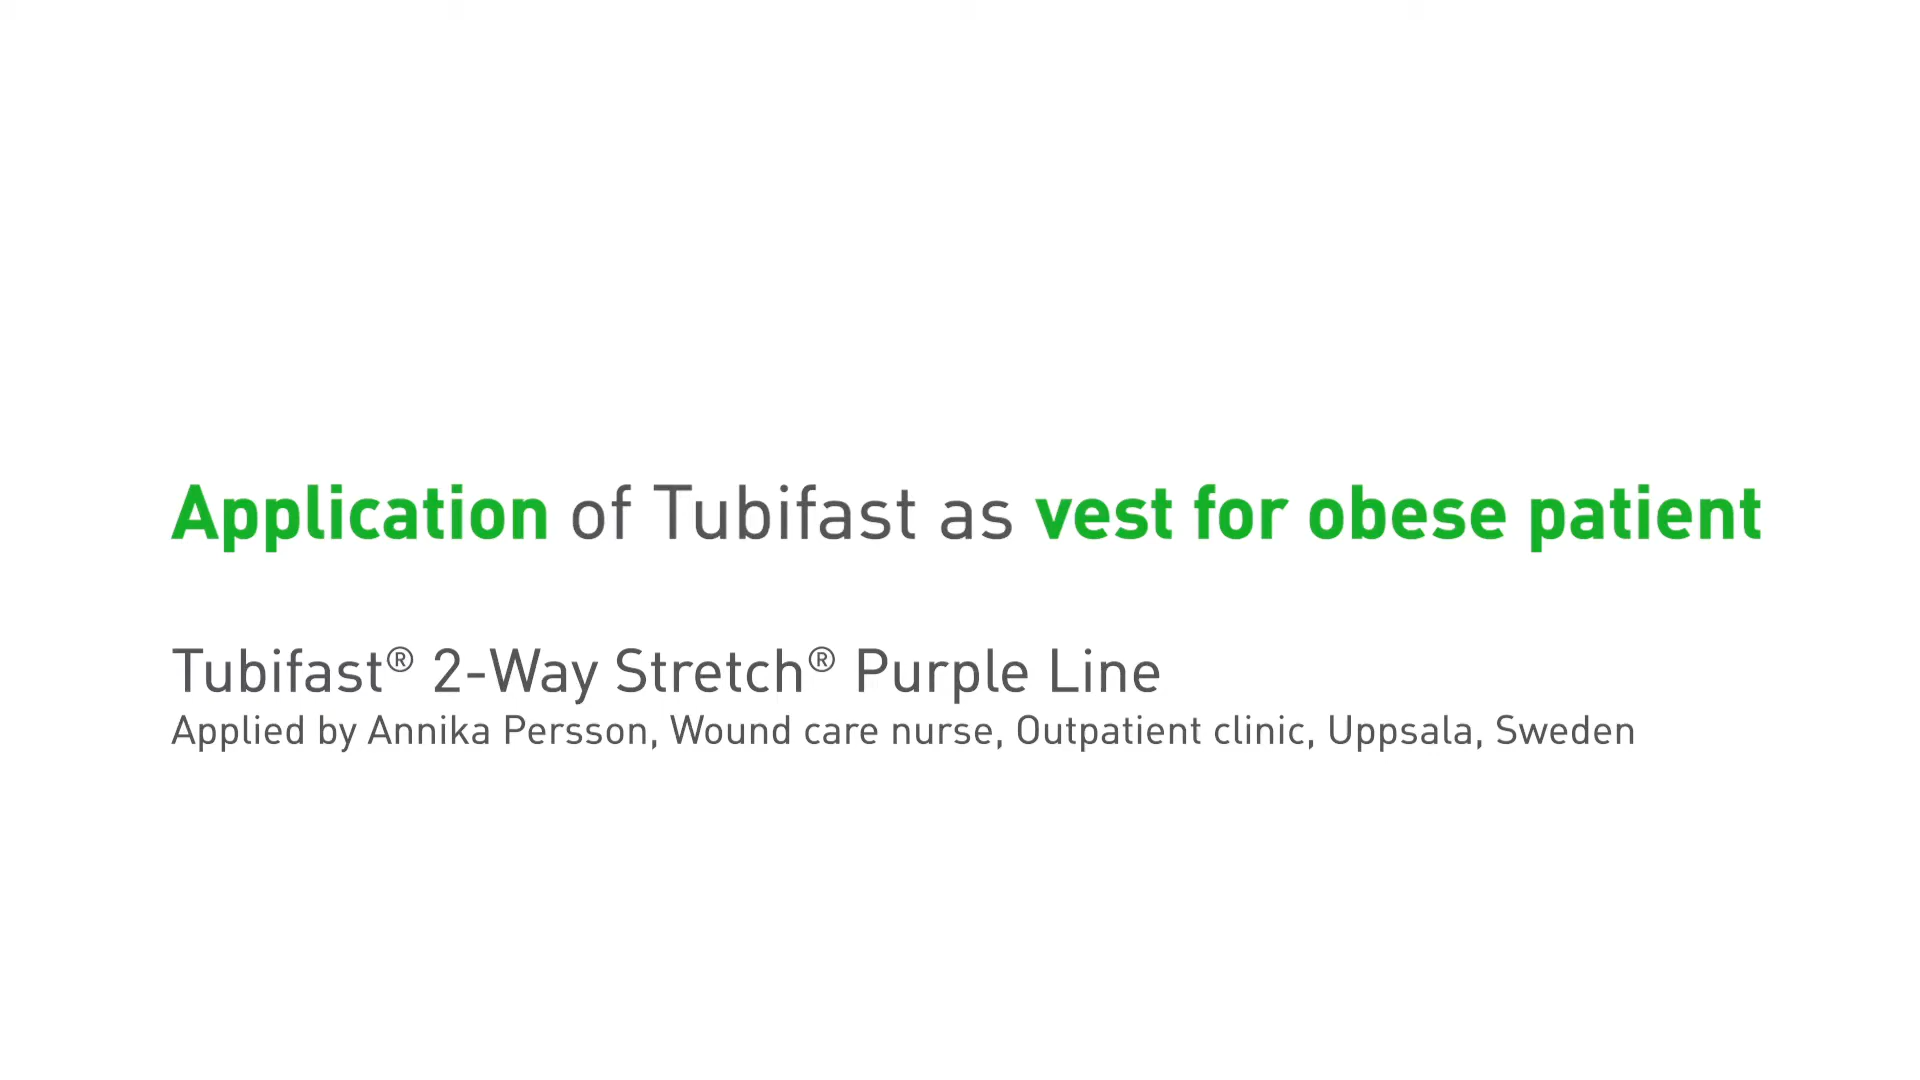 Application of Tubifast as vest for obese patient
Tubifast® 2-Way Stretch® Purple Line
Applied by Annika Persson, Wound care nurse, Outpatient clinic, Uppsala, Sweden